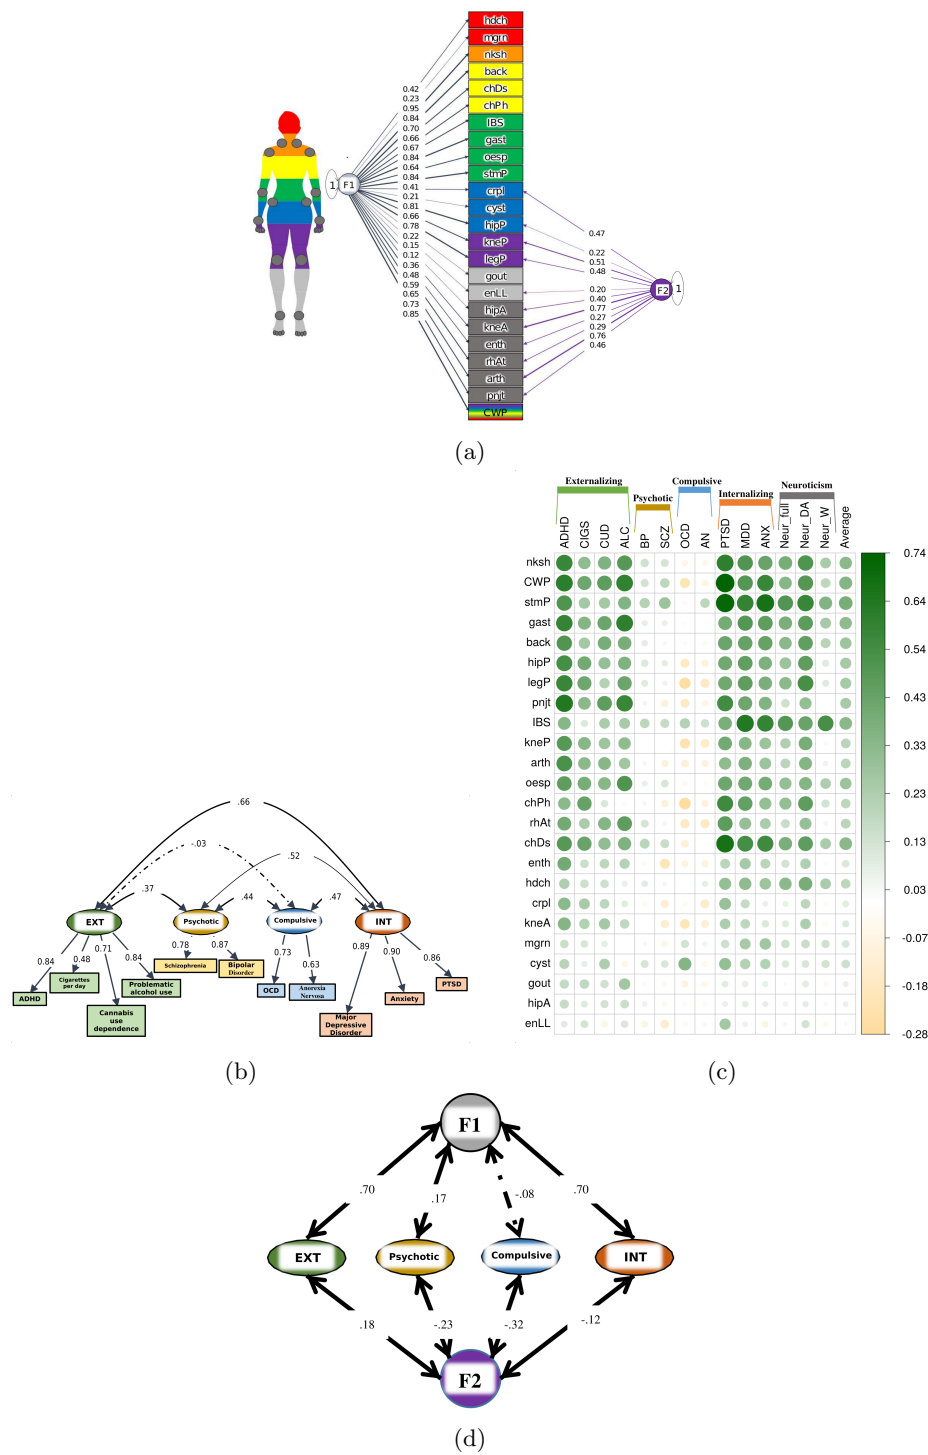 hdch
mgrn
nksh
back
chDs
chPh
IBS
gast
oesp
stmP
crpl
cyst
hipP
kneP
legP
gout
enLL
hipA
kneA
enth
rhAt
arth
pnjt
CWP
1
F1
0.42
0.23
0.95
0.84
0.70
0.66
0.67
0.84
0.64
0.84
0.41
0.21
0.81
0.66
0.78
0.22
0.15
0.12
0.36
0.48
0.59
0.65
0.73
0.85
0.47
0.22
0.51
0.48
0.20
0.40
0.77
0.27
0.29
0.76
0.46
F2
1
(a)
.66
-.03
.52
.37
.44
.47
EXT
Psychotic
Compulsive
INT
0.84
0.48
0.71
0.84
0.78
0.87
0.73
0.63
0.89
0.90
0.86
ADHD
Cigarettes
per day
Cannabis
use
dependence
Problematic
alcohol use
Schizophrenia
Bipolar
Disorder
OCD
Anorexia
Nervosa
Major
Depressive
Disorder
Anxiety
PTSD
(b)
Externalizing
Psychotic
Compulsive
Internalizing
Neuroticism
ADHD
CIGS
CUD
ALC
BP
SCZ
OCD
AN
PTSD
MDD
ANX
Neur_full
Neur_DA
Neur_W
Average
nksh
CWP
stmP
gast
back
hipP
legP
pnjt
IBS
kneP
arth
oesp
chPh
rhAt
chDs
enth
hdch
crpl
kneA
mgrn
cyst
gout
hipA
enLL
0.74
0.64
0.54
0.43
0.33
0.23
0.13
0.03
-0.07
-0.18
-0.28
(c)
F1
.70
.17
-.08
.70
EXT
Psychotic
Compulsive
INT
.18
-.23
-.32
-.12
F2
(d)